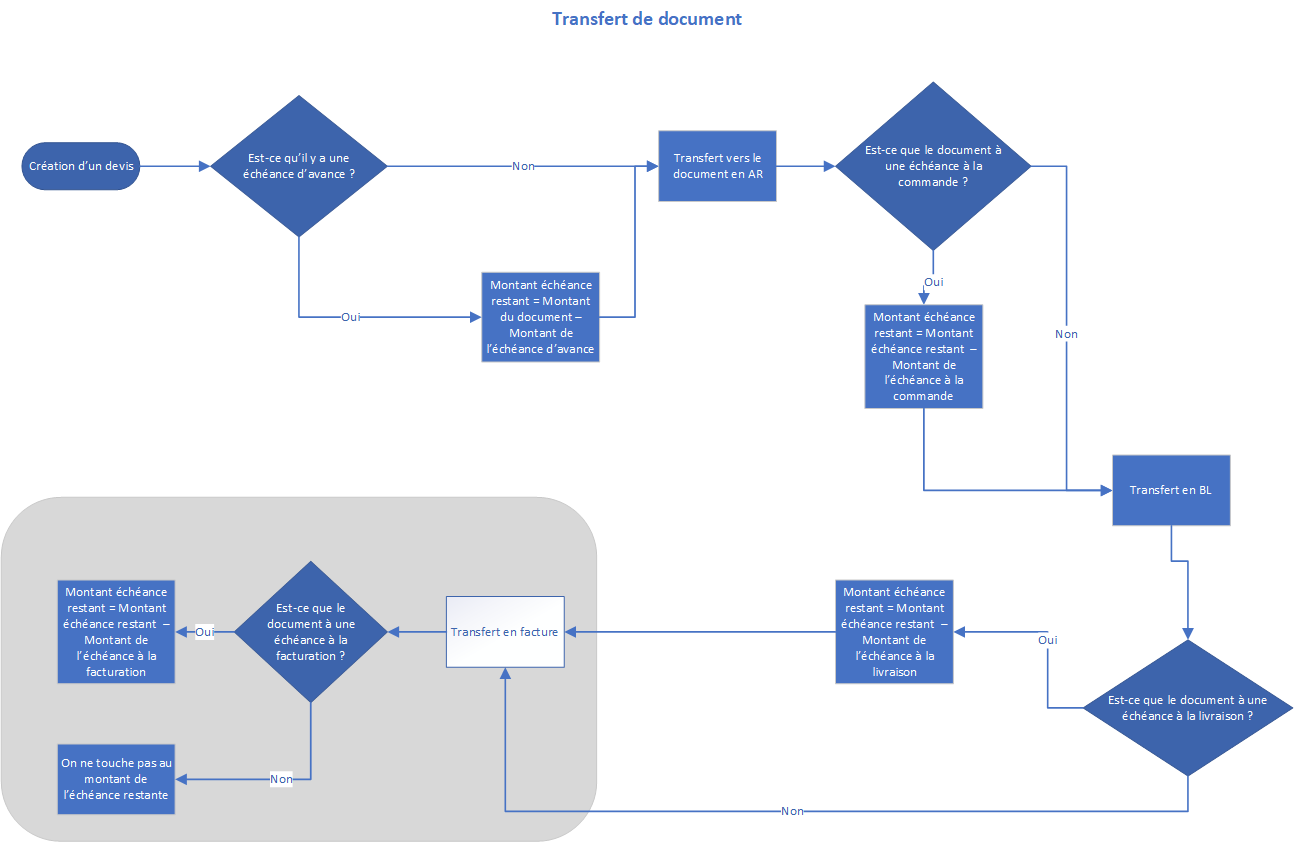 Transfert de document
Création d'un devis
Est-ce qu'il y a une
échéance d'avance ?
Non
Oui
Montant échéance
restant = Montant
du document –
Montant de
l'échéance d'avance
Transfert vers le
document en AR
Est-ce que le document à
une échéance à la
commande ?
Oui
Non
Montant échéance
restant = Montant
échéance restant –
Montant de
l'échéance à la
commande
Transfert en BL
Est-ce que le document à une
échéance à la livraison ?
Oui
Non
Montant échéance
restant = Montant
échéance restant –
Montant de
l'échéance à la
livraison
Transfert en facture
Est-ce que le
document à une
échéance à la
facturation ?
Oui
Non
Montant échéance
restant = Montant
échéance restant –
Montant de
l'échéance à la
facturation
On ne touche pas au
montant de
l'échéance restante